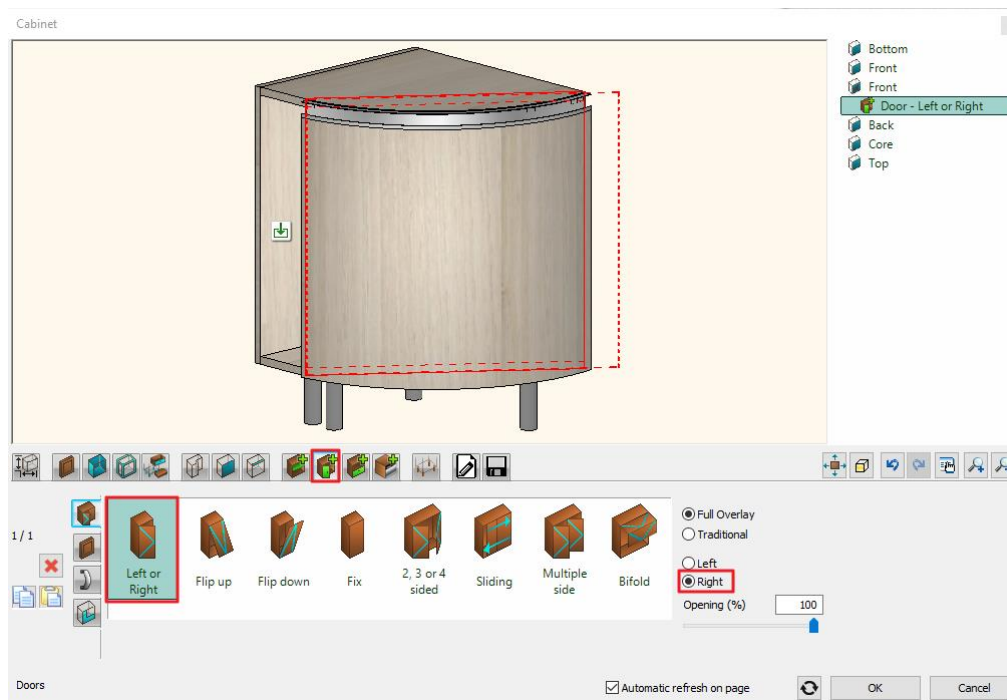 Cabinet
Bottom
Front
Front
Door - Left or Right
Back
Core
Top
1 / 1
Left or
Right
Flip up
Flip down
Fix
2, 3 or 4
sided
Sliding
Multiple
side
Bifold
Full Overlay
Traditional
Left
Right
Opening (%)
100
Doors
Automatic refresh on page
OK
Cancel